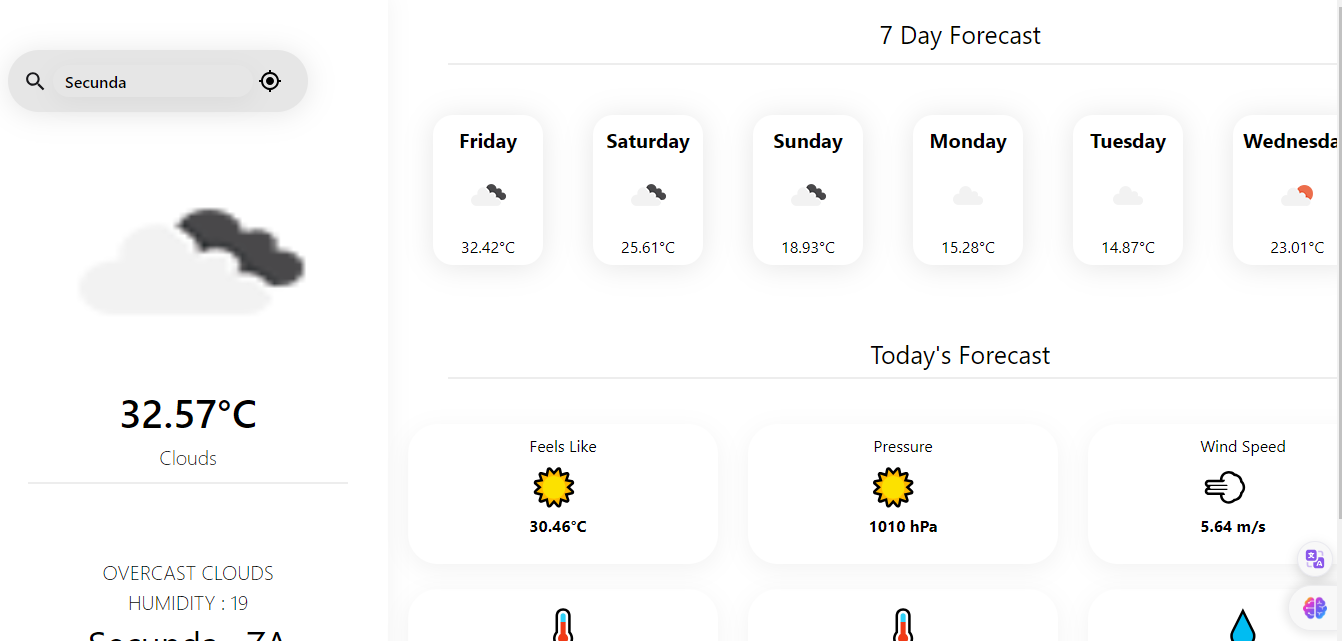 Secunda
32.57°C
Clouds
OVERCAST CLOUDS
HUMIDITY : 19
Secunda , ZA
7 Day Forecast
Friday
32.42°C
Saturday
25.61°C
Sunday
18.93°C
Monday
15.28°C
Tuesday
14.87°C
Wednesda
23.01°C
Today's Forecast
Feels Like
30.46°C
Pressure
1010 hPa
Wind Speed
5.64 m/s